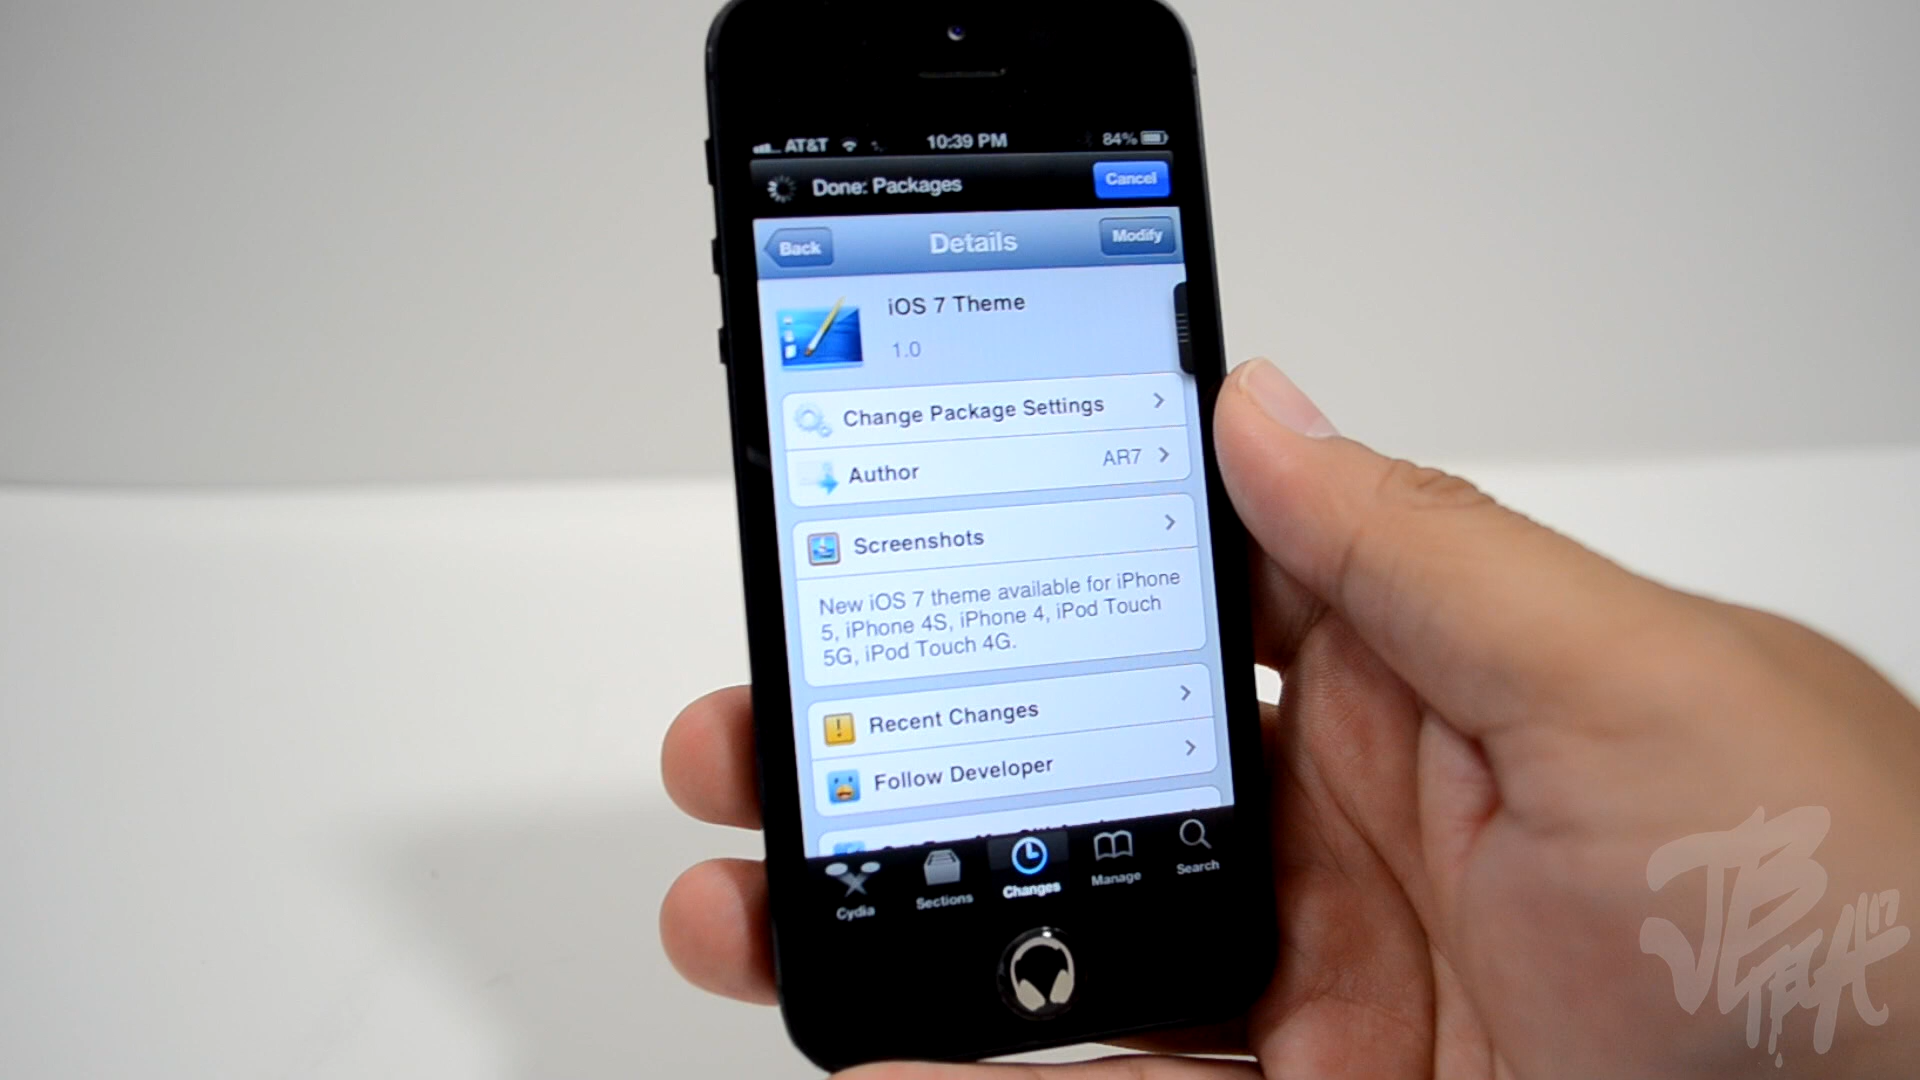 AT&T 10:39 PM 84%
Done: Packages Cancel
Back Details Modify
iOS 7 Theme
1.0
Change Package Settings
Author AR7
Screenshots
New iOS 7 theme available for iPhone
5, iPhone 4S, iPhone 4, iPod Touch
5G, iPod Touch 4G.
Recent Changes
Follow Developer
Cydia Sections Changes Manage Search
JB
TECH17